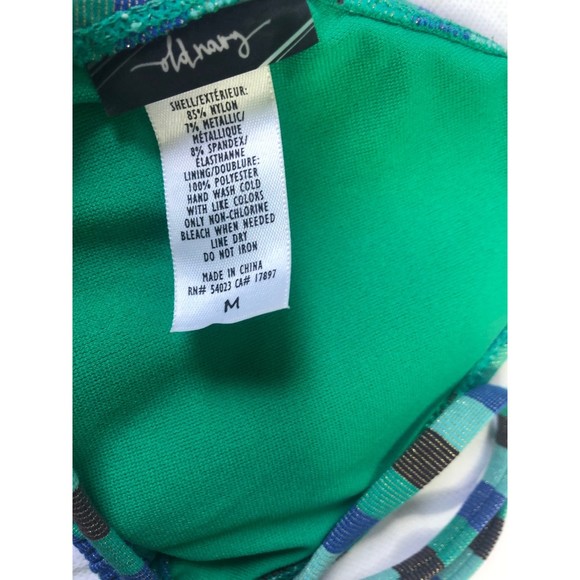 old navy
SHELL/EXTÉRIEUR:
85% NYLON
7% METALLIC/
MÉTALLIQUE
8% SPANDEX/
ÉLASTHANNE
LINING/DOUBLURE:
100% POLYESTER
HAND WASH COLD
WITH LIKE COLORS
ONLY NON-CHLORINE
BLEACH WHEN NEEDED
LINE DRY
DO NOT IRON
MADE IN CHINA
RN# 54023 CA# 17897
M